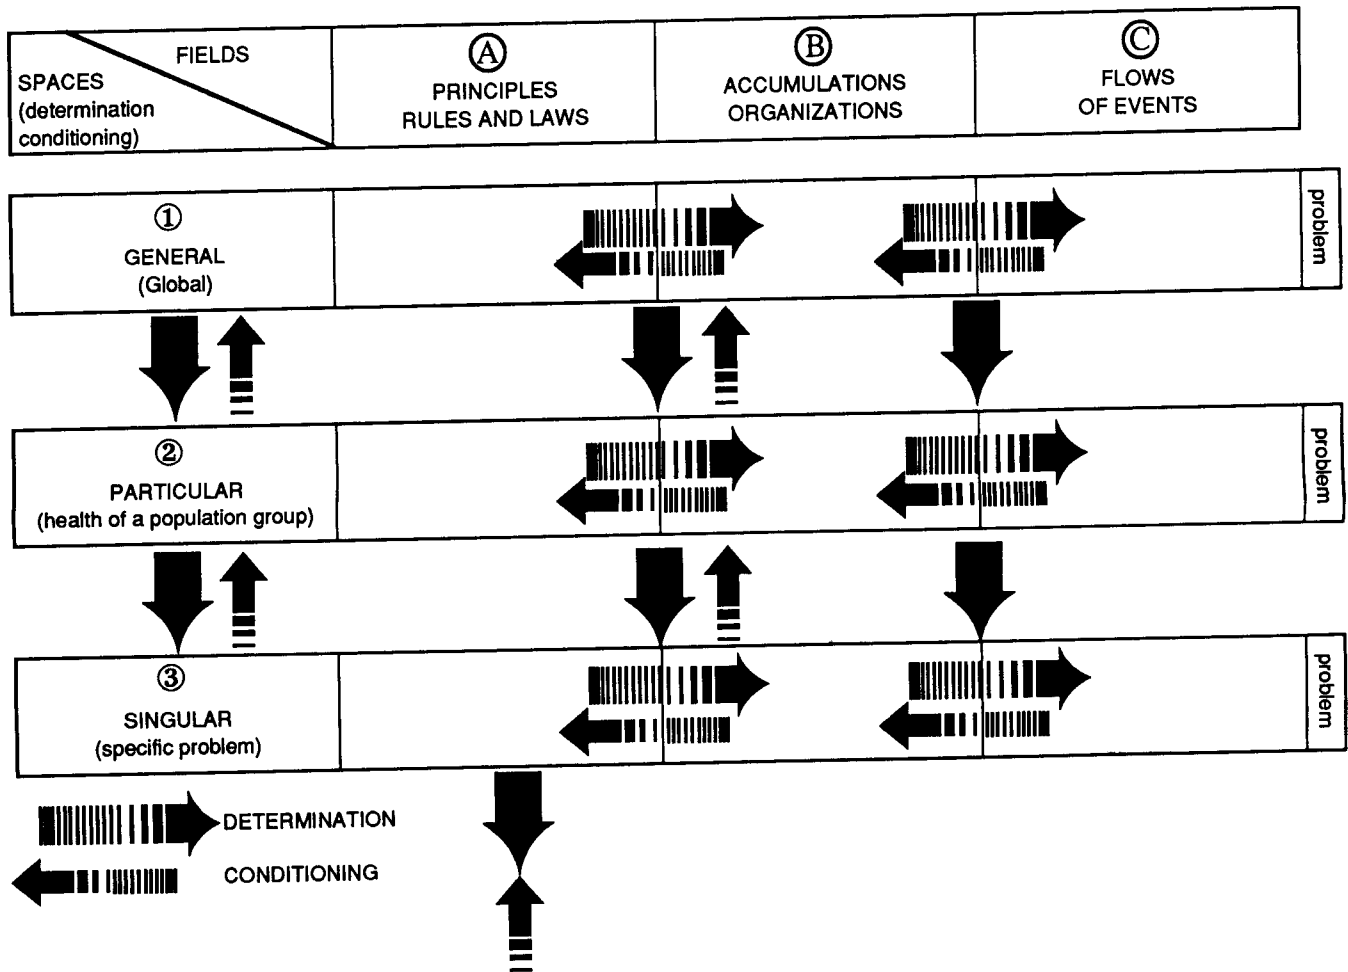 FIELDS
SPACES
(determination
conditioning)
Ⓐ
PRINCIPLES
RULES AND LAWS
Ⓑ
ACCUMULATIONS
ORGANIZATIONS
Ⓒ
FLOWS
OF EVENTS
①
GENERAL
(Global)
problem
②
PARTICULAR
(health of a population group)
problem
③
SINGULAR
(specific problem)
problem
DETERMINATION
CONDITIONING